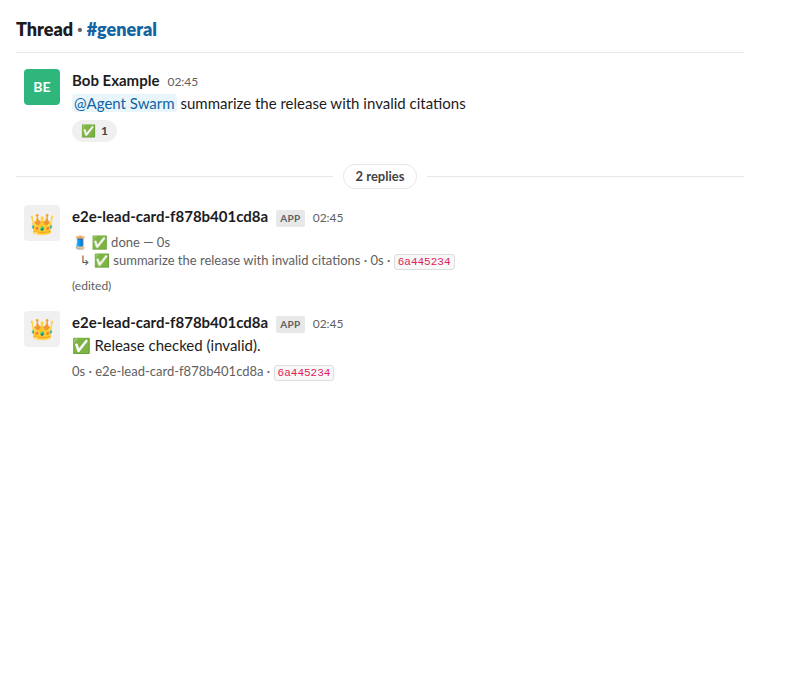 Thread • #general
BE
Bob Example 02:45
@Agent Swarm summarize the release with invalid citations
✅ 1
2 replies
e2e-lead-card-f878b401cd8a APP 02:45
🧵 ✅ done — 0s
↳ ✅ summarize the release with invalid citations · 0s · 6a445234
(edited)
e2e-lead-card-f878b401cd8a APP 02:45
✅ Release checked (invalid).
0s · e2e-lead-card-f878b401cd8a · 6a445234